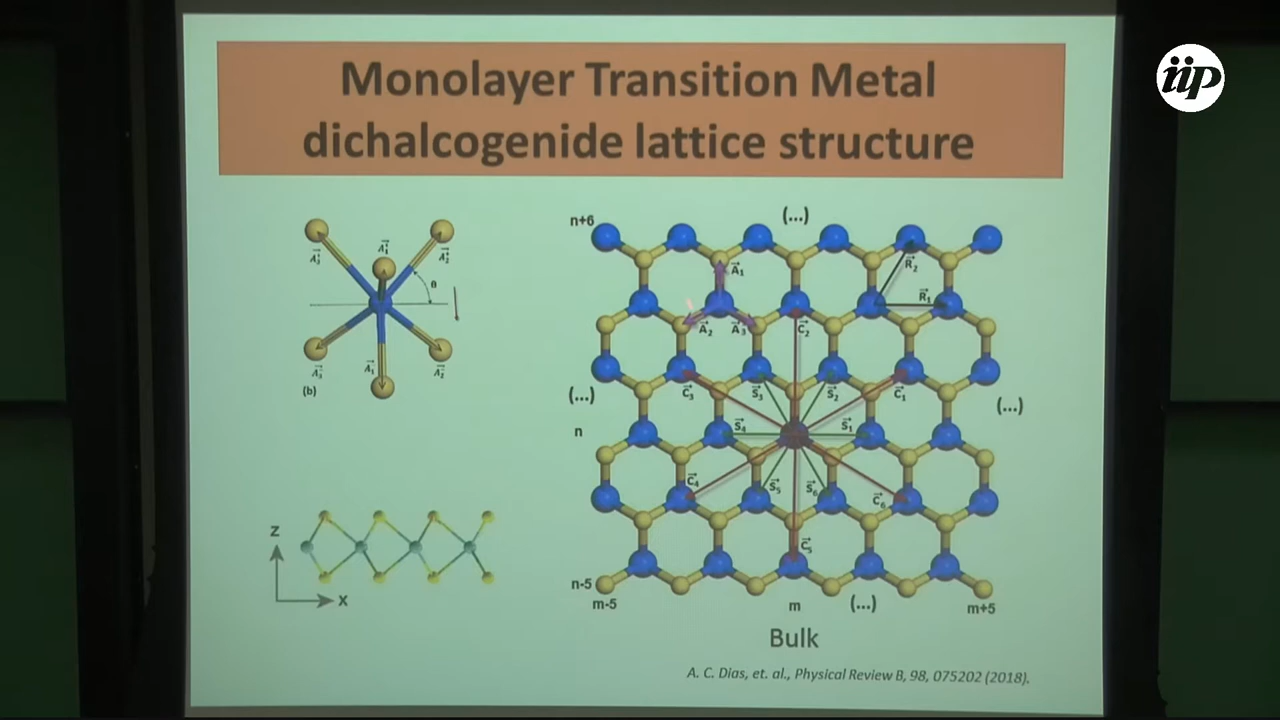 iip
Monolayer Transition Metal
dichalcogenide lattice structure
n+6
(...)
A₁
R₂
R₁
A₂
A₃
C₂
C₃
S₃
S₂
C₁
(...)
(...)
n
S₄
S₁
C₄
S₅
S₆
C₆
C₅
n-5
m-5
m
(...)
m+5
Bulk
θ
(b)
Z
X
A. C. Dias, et. al., Physical Review B, 98, 075202 (2018).